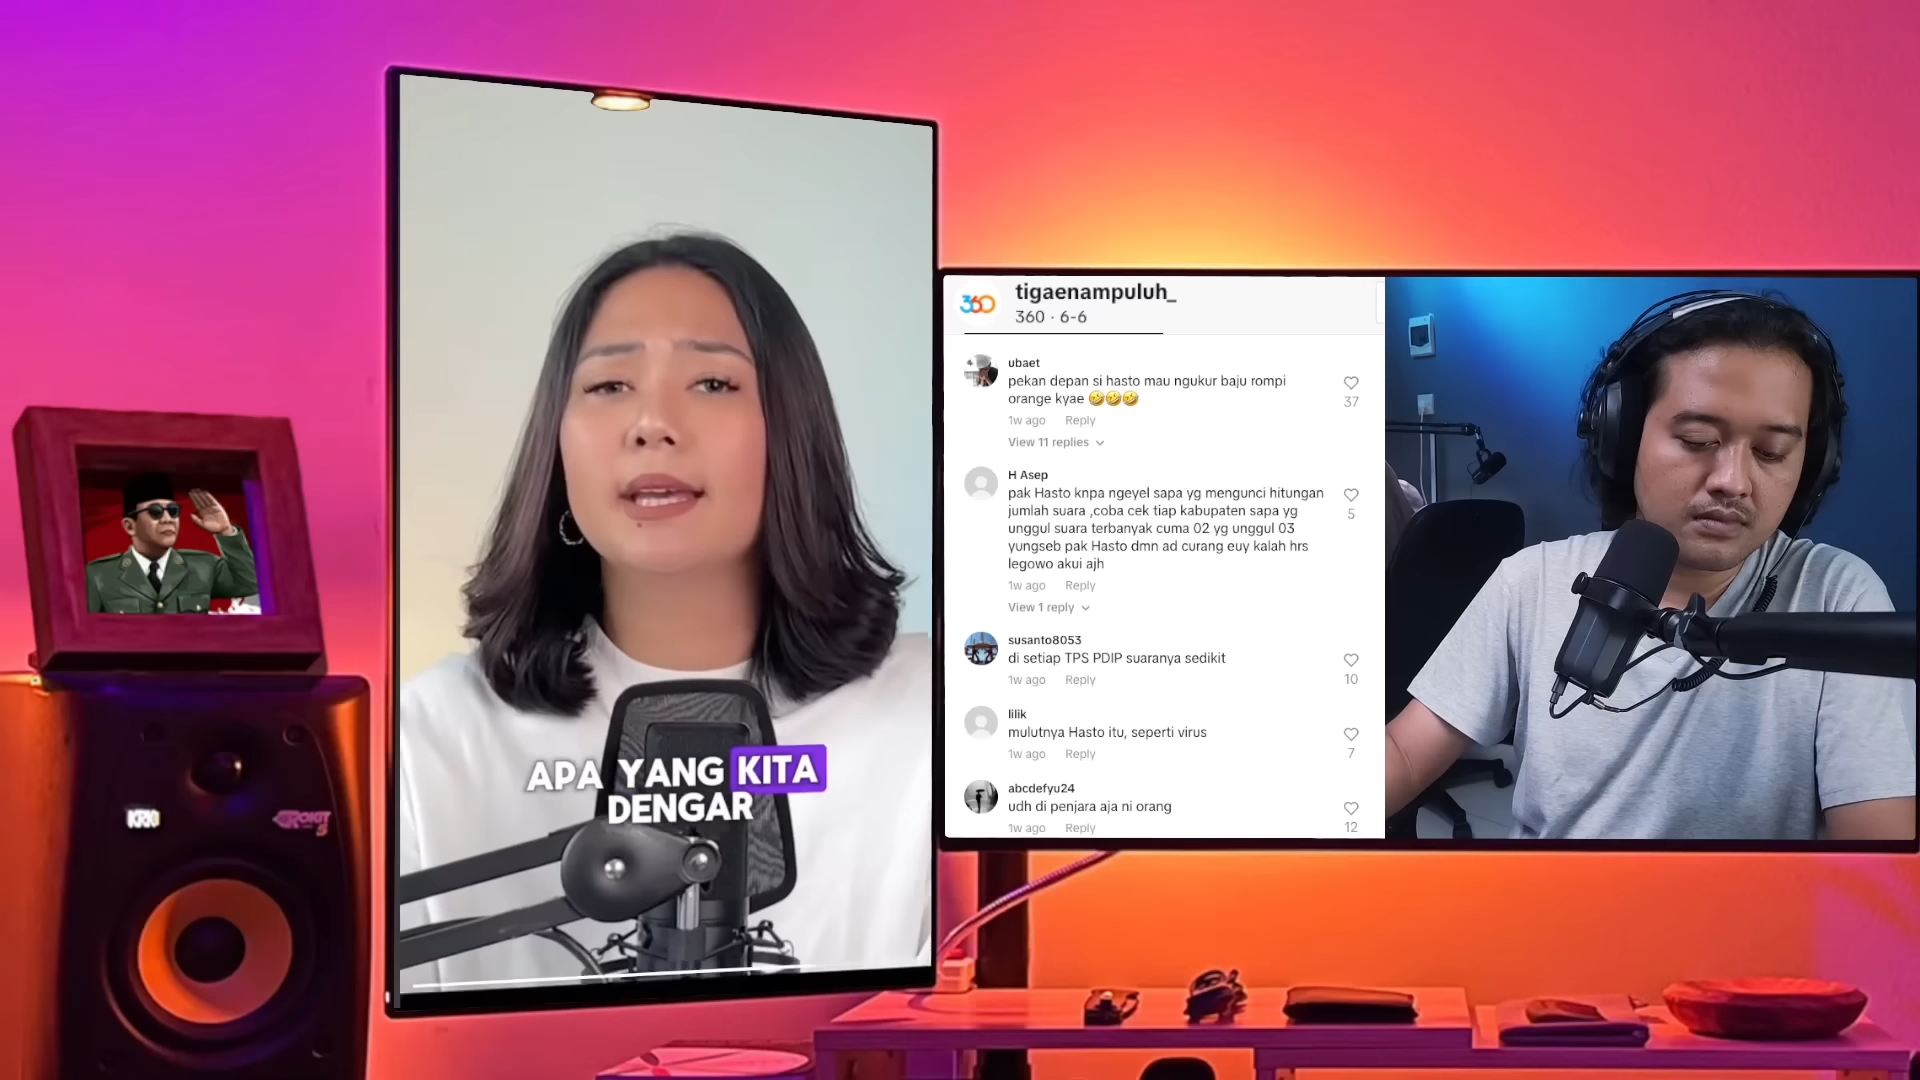 APA YANG KITA
DENGAR
KRK
ROKIT
5
360
tigaenampuluh_
360 · 6-6
ubaet
pekan depan si hasto mau ngukur baju rompi
orange kyae 🤣🤣🤣
37
1w ago Reply
View 11 replies
H Asep
pak Hasto knpa ngeyel sapa yg mengunci hitungan
jumlah suara ,coba cek tiap kabupaten sapa yg
unggul suara terbanyak cuma 02 yg unggul 03
yungseb pak Hasto dmn ad curang euy kalah hrs
legowo akui ajh
5
1w ago Reply
View 1 reply
susanto8053
di setiap TPS PDIP suaranya sedikit
10
1w ago Reply
lilik
mulutnya Hasto itu, seperti virus
7
1w ago Reply
abcdefyu24
udh di penjara aja ni orang
12
1w ago Reply